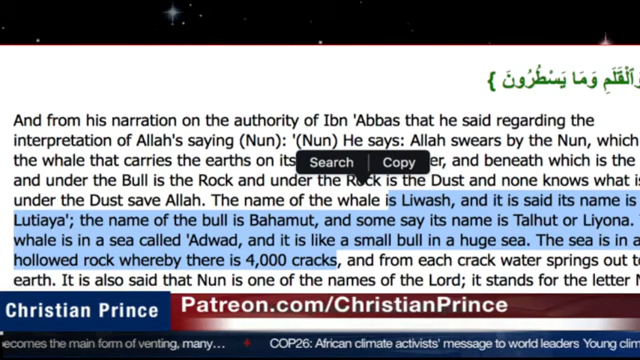 وَٱلْقَلَمِ وَمَا يَسْطُرُونَ }
And from his narration on the authority of Ibn 'Abbas that he said regarding the
interpretation of Allah's saying (Nun): '(Nun) He says: Allah swears by the Nun, which
the whale that carries the earths on its er, and beneath which is the
and under the Bull is the Rock and under the Rock is the Dust and none knows what is
under the Dust save Allah. The name of the whale is Liwash, and it is said its name is
Lutiaya'; the name of the bull is Bahamut, and some say its name is Talhut or Liyona.
whale is in a sea called 'Adwad, and it is like a small bull in a huge sea. The sea is in a
hollowed rock whereby there is 4,000 cracks, and from each crack water springs out to
earth. It is also said that Nun is one of the names of the Lord; it stands for the letter N
Search Copy
Christian Prince Patreon.com/ChristianPrince
ecomes the main form of venting, many... COP26: African climate activists' message to world leaders Young clim